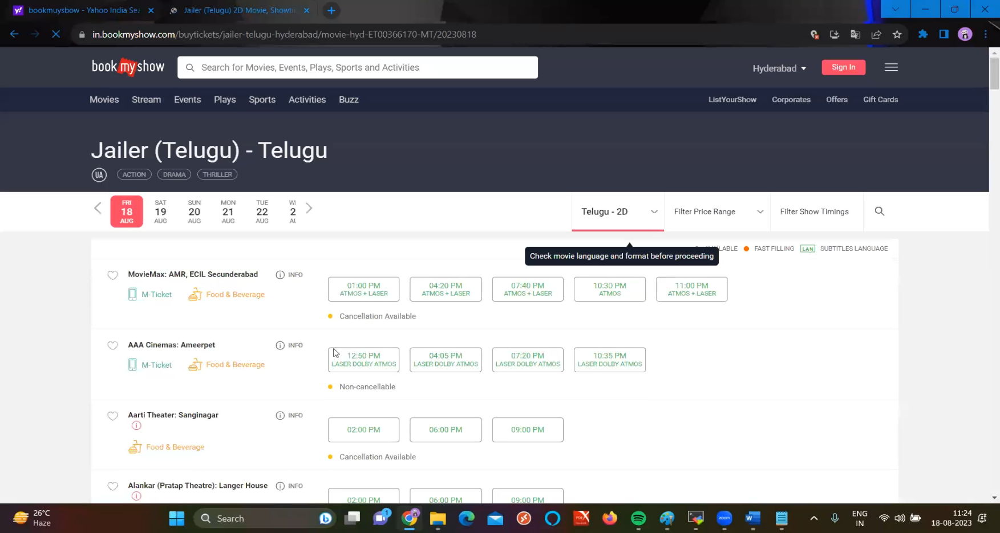 bookmuysbow - Yahoo India Sea
Jailer (Telugu) 2D Movie, Showti
in.bookmyshow.com/buytickets/jailer-telugu-hyderabad/movie-hyd-ET00366170-MT/20230818
book my show
Search for Movies, Events, Plays, Sports and Activities
Hyderabad
Sign In
Movies Stream Events Plays Sports Activities Buzz
ListYourShow Corporates Offers Gift Cards
Jailer (Telugu) - Telugu
UA ACTION DRAMA THRILLER
FRI SAT SUN MON TUE WI
18 19 20 21 22 2
AUG AUG AUG AUG AUG AU
Telugu - 2D
Filter Price Range
Filter Show Timings
FAST FILLING LAN SUBTITLES LANGUAGE
Check movie language and format before proceeding
MovieMax: AMR, ECIL Secunderabad INFO
M-Ticket Food & Beverage
01:00 PM 04:20 PM 07:40 PM 10:30 PM 11:00 PM
ATMOS + LASER ATMOS + LASER ATMOS + LASER ATMOS ATMOS + LASER
Cancellation Available
AAA Cinemas: Ameerpet INFO
M-Ticket Food & Beverage
12:50 PM 04:05 PM 07:20 PM 10:35 PM
LASER DOLBY ATMOS LASER DOLBY ATMOS LASER DOLBY ATMOS LASER DOLBY ATMOS
Non-cancellable
Aarti Theater: Sanginagar INFO
Food & Beverage
02:00 PM 06:00 PM 09:00 PM
Cancellation Available
Alankar (Pratap Theatre): Langer House INFO
02:00 PM 06:00 PM 09:00 PM
26°C
Haze
Search
1
zoom
ENG
IN
11:24
18-08-2023